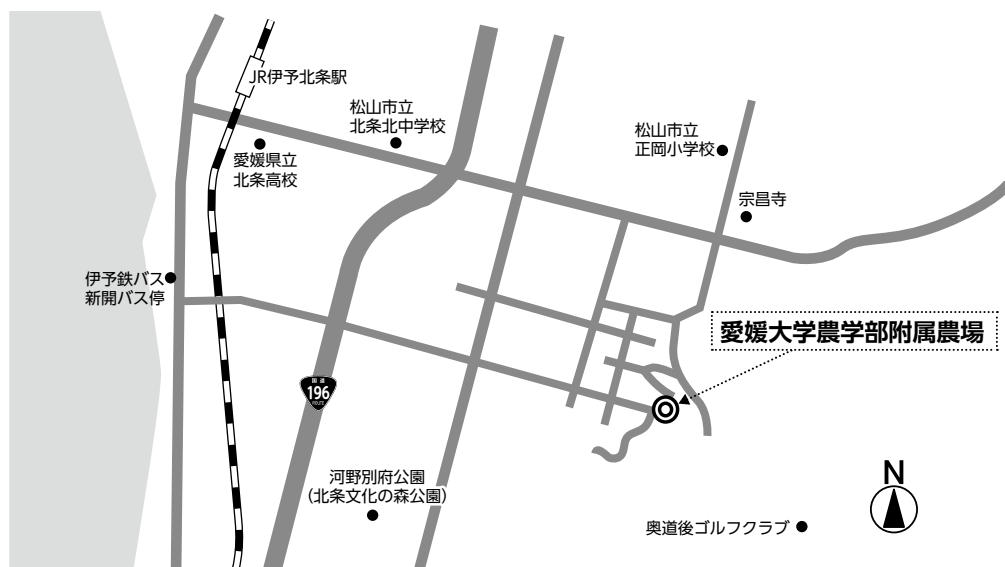 JR伊予北条駅
松山市立
北条北中学校
愛媛県立
北条高校
松山市立
正岡小学校
宗昌寺
伊予鉄バス
新開バス停
愛媛大学農学部附属農場
国道
196
ROUTE
河野別府公園
（北条文化の森公園）
奥道後ゴルフクラブ
N